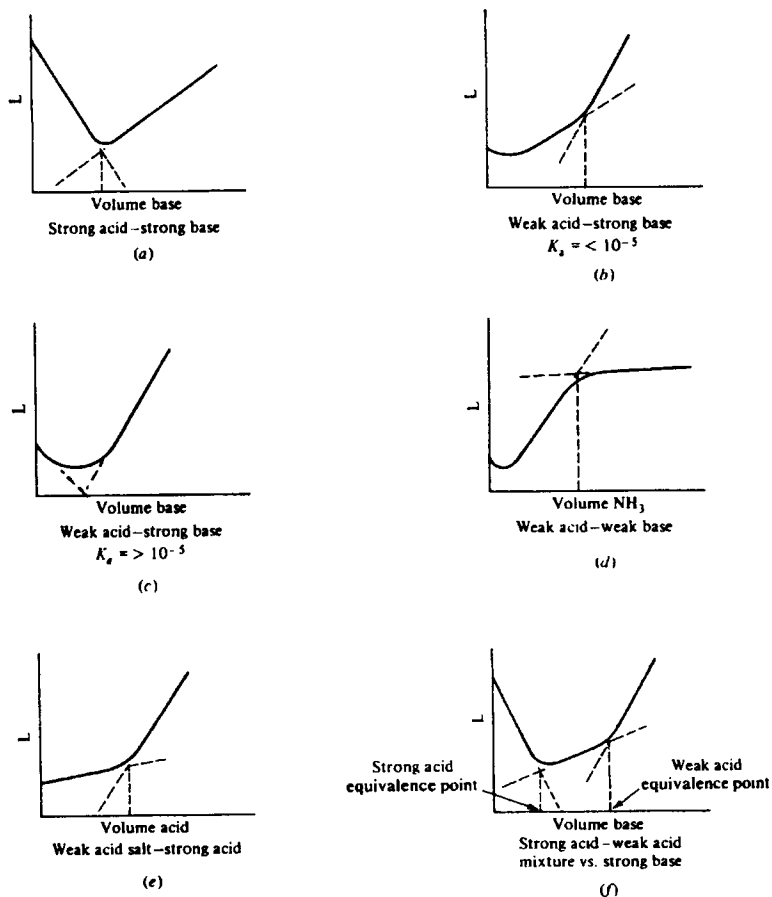 L
Volume base
Strong acid–strong base
(a)
L
Volume base
Weak acid–strong base
Ka = < 10-5
(b)
L
Volume base
Weak acid–strong base
Ka = > 10-5
(c)
L
Volume NH3
Weak acid–weak base
(d)
L
Volume acid
Weak acid salt–strong acid
(e)
L
Strong acid
equivalence point
Weak acid
equivalence point
Volume base
Strong acid–weak acid
mixture vs. strong base
(f)